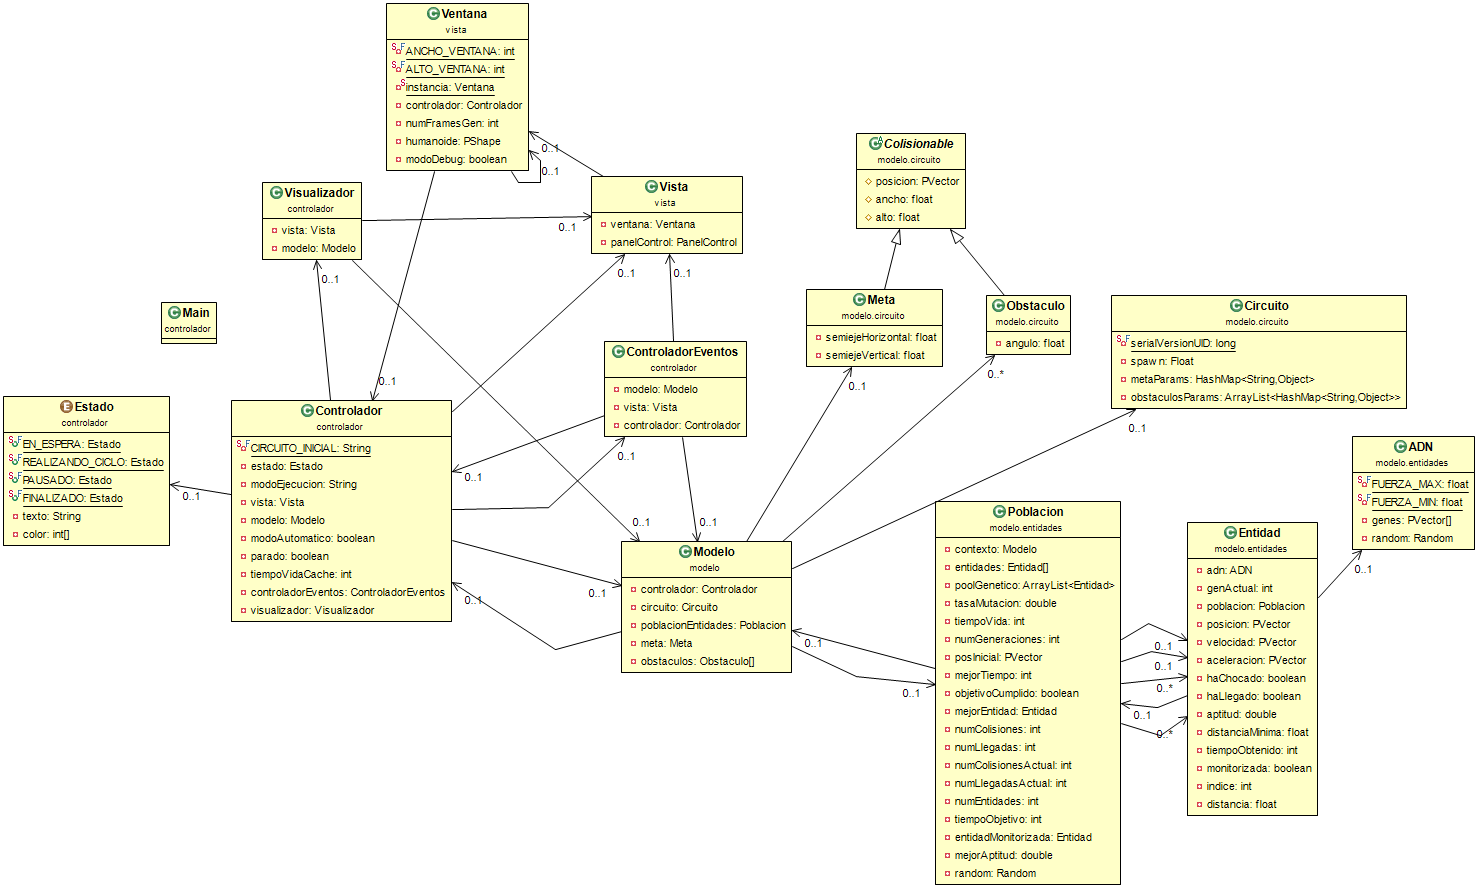 Ventana
vista
ANCHO_VENTANA: int
ALTO_VENTANA: int
instancia: Ventana
controlador: Controlador
numFramesGen: int
humanoide: PShape
modoDebug: boolean
0..1
0..1
Visualizador
controlador
vista: Vista
modelo: Modelo
0..1
Vista
vista
ventana: Ventana
panelControl: PanelControl
0..1
0..1
0..1
Colisionable
modelo.circuito
posicion: PVector
ancho: float
alto: float
Main
controlador
Meta
modelo.circuito
semiejeHorizontal: float
semiejeVertical: float
0..1
Obstaculo
modelo.circuito
angulo: float
0..*
Circuito
modelo.circuito
serialVersionUID: long
spawn: Float
metaParams: HashMap<String,Object>
obstaculosParams: ArrayList<HashMap<String,Object>>
0..1
ControladorEventos
controlador
modelo: Modelo
vista: Vista
controlador: Controlador
0..1
0..1
Estado
controlador
EN_ESPERA: Estado
REALIZANDO_CICLO: Estado
PAUSADO: Estado
FINALIZADO: Estado
texto: String
color: int[]
0..1
0..1
Controlador
controlador
CIRCUITO_INICIAL: String
estado: Estado
modoEjecucion: String
vista: Vista
modelo: Modelo
modoAutomatico: boolean
parado: boolean
tiempoVidaCache: int
controladorEventos: ControladorEventos
visualizador: Visualizador
0..1
0..1
0..1
0..1
Modelo
modelo
controlador: Controlador
circuito: Circuito
poblacionEntidades: Poblacion
meta: Meta
obstaculos: Obstaculo[]
0..1
0..1
Poblacion
modelo.entidades
contexto: Modelo
entidades: Entidad[]
poolGenetico: ArrayList<Entidad>
tasaMutacion: double
tiempoVida: int
numGeneraciones: int
posInicial: PVector
mejorTiempo: int
objetivoCumplido: boolean
mejorEntidad: Entidad
numColisiones: int
numLlegadas: int
numColisionesActual: int
numLlegadasActual: int
numEntidades: int
tiempoObjetivo: int
entidadMonitorizada: Entidad
mejorAptitud: double
random: Random
0..1
0..1
0..*
0..1
0..*
Entidad
modelo.entidades
adn: ADN
genActual: int
poblacion: Poblacion
posicion: PVector
velocidad: PVector
aceleracion: PVector
haChocado: boolean
haLlegado: boolean
aptitud: double
distanciaMinima: float
tiempoObtenido: int
monitorizada: boolean
indice: int
distancia: float
ADN
modelo.entidades
FUERZA_MAX: float
FUERZA_MIN: float
genes: PVector[]
random: Random
0..1